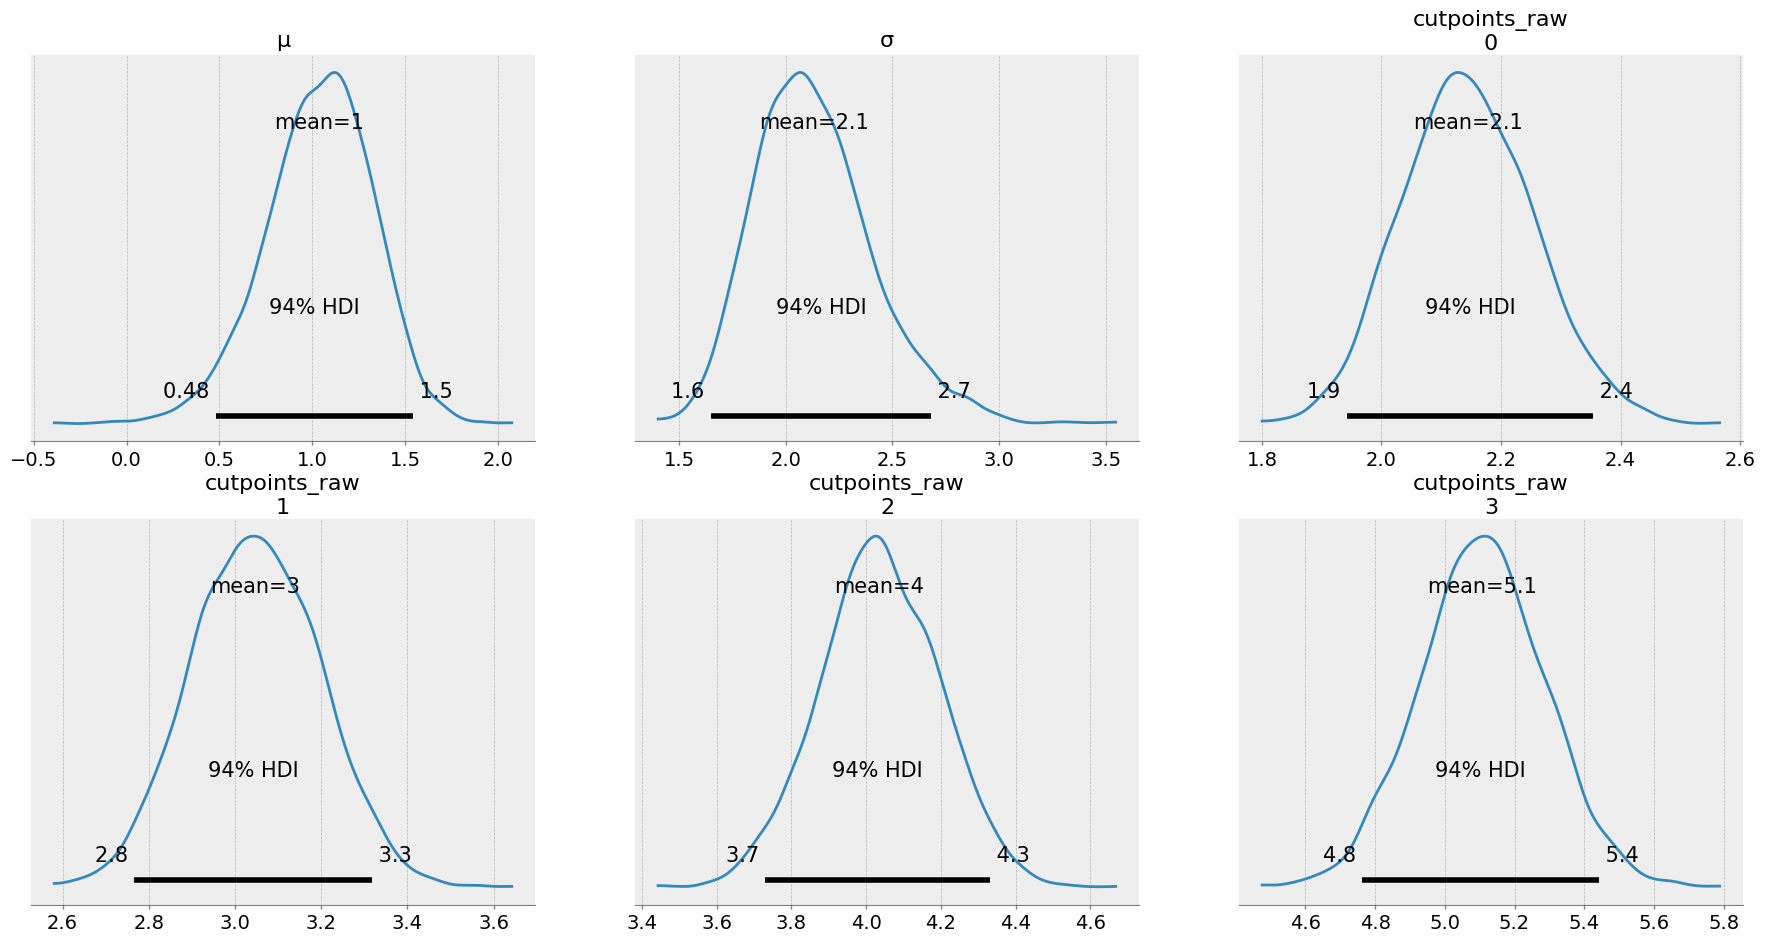 μ
mean=1
94% HDI
0.48 1.5
−0.5 0.0 0.5 1.0 1.5 2.0
σ
mean=2.1
94% HDI
1.6 2.7
1.5 2.0 2.5 3.0 3.5
cutpoints_raw
0
mean=2.1
94% HDI
1.9 2.4
1.8 2.0 2.2 2.4 2.6
cutpoints_raw
1
mean=3
94% HDI
2.8 3.3
2.6 2.8 3.0 3.2 3.4 3.6
cutpoints_raw
2
mean=4
94% HDI
3.7 4.3
3.4 3.6 3.8 4.0 4.2 4.4 4.6
cutpoints_raw
3
mean=5.1
94% HDI
4.8 5.4
4.6 4.8 5.0 5.2 5.4 5.6 5.8